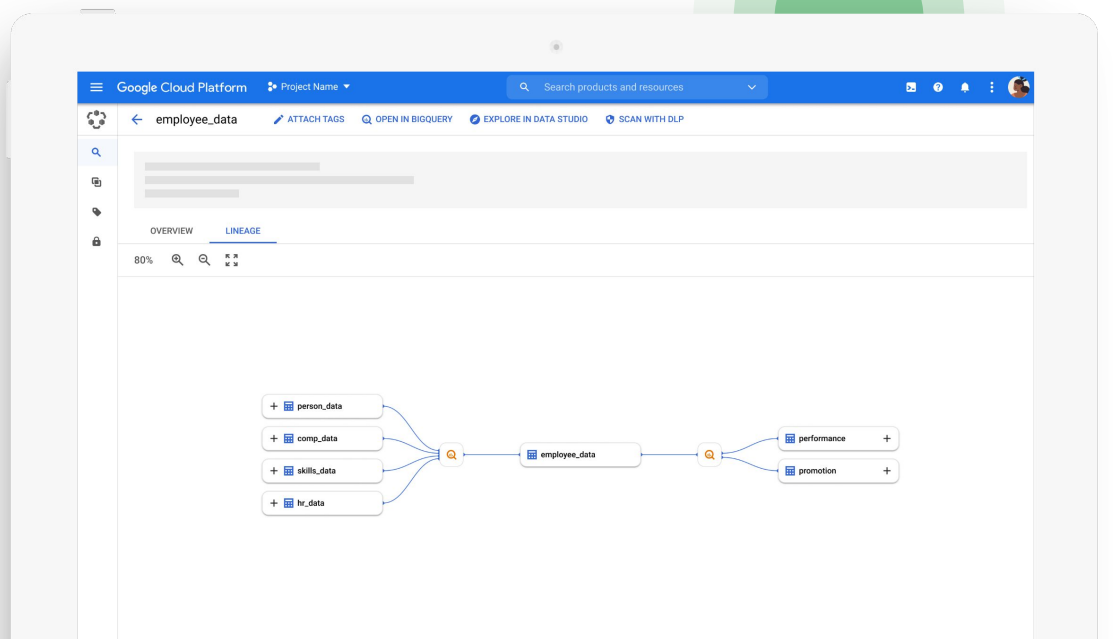 Google Cloud Platform
Project Name
Search products and resources
employee_data
ATTACH TAGS
OPEN IN BIGQUERY
EXPLORE IN DATA STUDIO
SCAN WITH DLP
OVERVIEW
LINEAGE
80%
person_data
comp_data
skills_data
hr_data
employee_data
performance
promotion